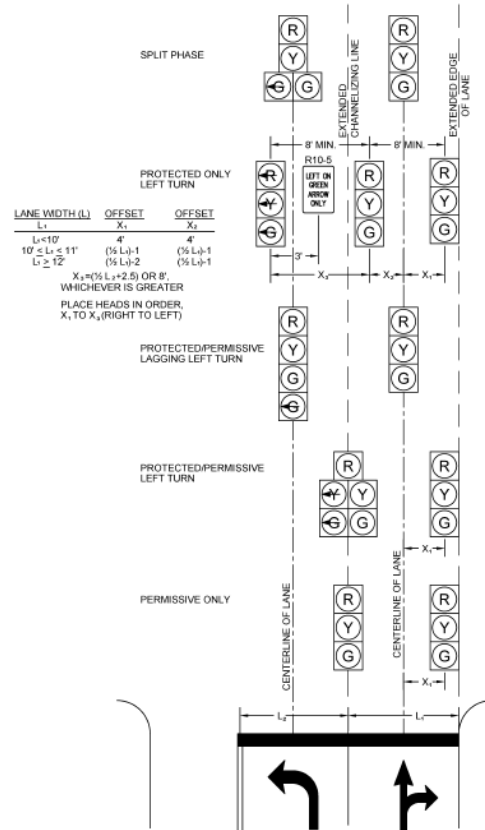 SPLIT PHASE
R R
Y Y
G G G
EXTENDED CHANNELIZING LINE
EXTENDED EDGE OF LANE
8' MIN. 8' MIN.
R10-5
PROTECTED ONLY
LEFT TURN
R R R
Y Y Y
G G G
LEFT ON
GREEN
ARROW
ONLY
3'
X₃ X₂ X₁
LANE WIDTH (L) OFFSET OFFSET
L₁ X₁ X₂
L₁<10' 4' 4'
10' ≤ L₁ ≤ 11' (½ L₁)-1 (½ L₁)-1
L₁ ≥ 12' (½ L₁)-2 (½ L₁)-1
X₃=(½ L₂+2.5) OR 8',
WHICHEVER IS GREATER
PLACE HEADS IN ORDER,
X₁ TO X₃ (RIGHT TO LEFT)
PROTECTED/PERMISSIVE
LAGGING LEFT TURN
R R
Y Y
G G
G
PROTECTED/PERMISSIVE
LEFT TURN
R R
Y Y Y
G G G
X₁
PERMISSIVE ONLY
CENTERLINE OF LANE
CENTERLINE OF LANE
R R
Y Y
G G
X₁
L₂ L₁